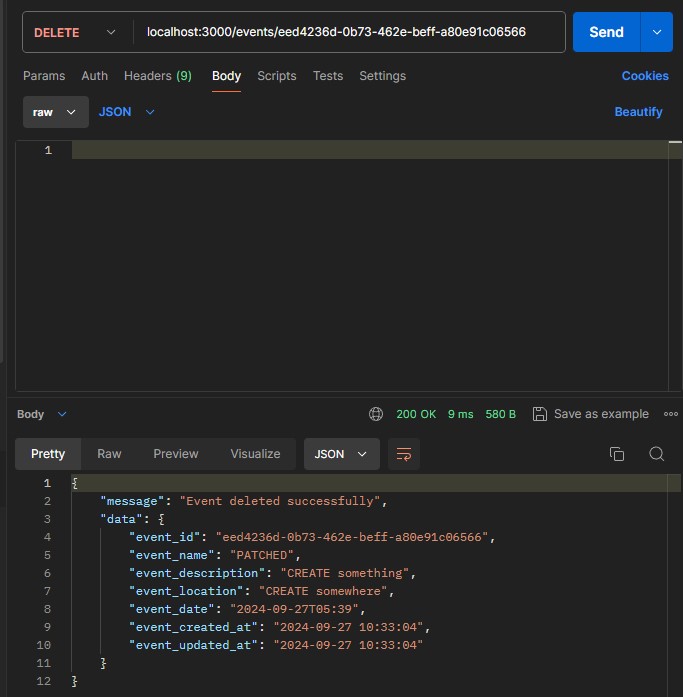 DELETE localhost:3000/events/eed4236d-0b73-462e-beff-a80e91c06566 Send
Params Auth Headers (9) Body Scripts Tests Settings Cookies
raw JSON Beautify
1
Body 200 OK 9 ms 580 B Save as example
Pretty Raw Preview Visualize JSON
1 {
2 "message": "Event deleted successfully",
3 "data": {
4 "event_id": "eed4236d-0b73-462e-beff-a80e91c06566",
5 "event_name": "PATCHED",
6 "event_description": "CREATE something",
7 "event_location": "CREATE somewhere",
8 "event_date": "2024-09-27T05:39",
9 "event_created_at": "2024-09-27 10:33:04",
10 "event_updated_at": "2024-09-27 10:33:04"
11 }
12 }